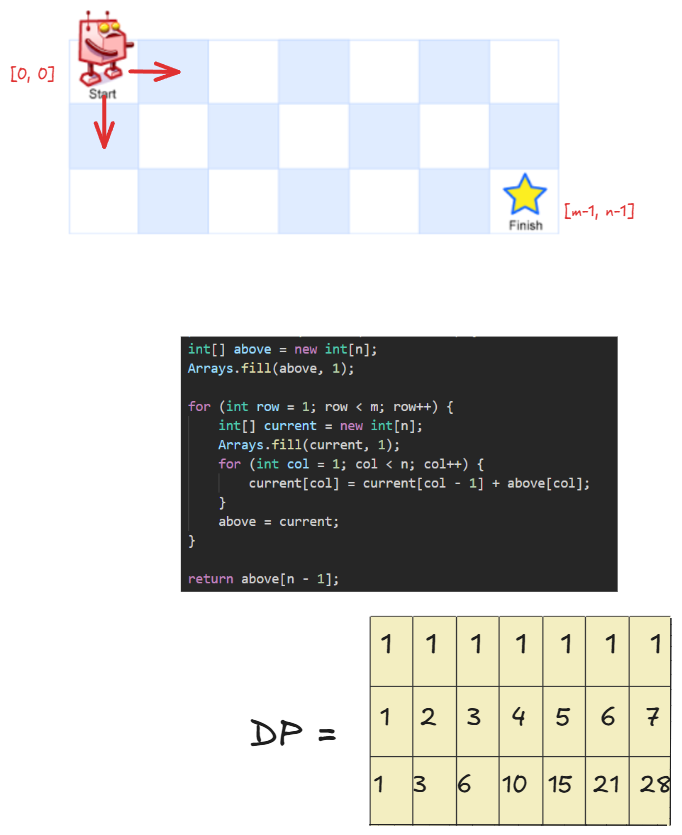 [0, 0]
Start
Finish
[m-1, n-1]
int[] above = new int[n];
Arrays.fill(above, 1);
for (int row = 1; row < m; row++) {
int[] current = new int[n];
Arrays.fill(current, 1);
for (int col = 1; col < n; col++) {
current[col] = current[col - 1] + above[col];
}
above = current;
}
return above[n - 1];
DP =
1 1 1 1 1 1 1
1 2 3 4 5 6 7
1 3 6 10 15 21 28